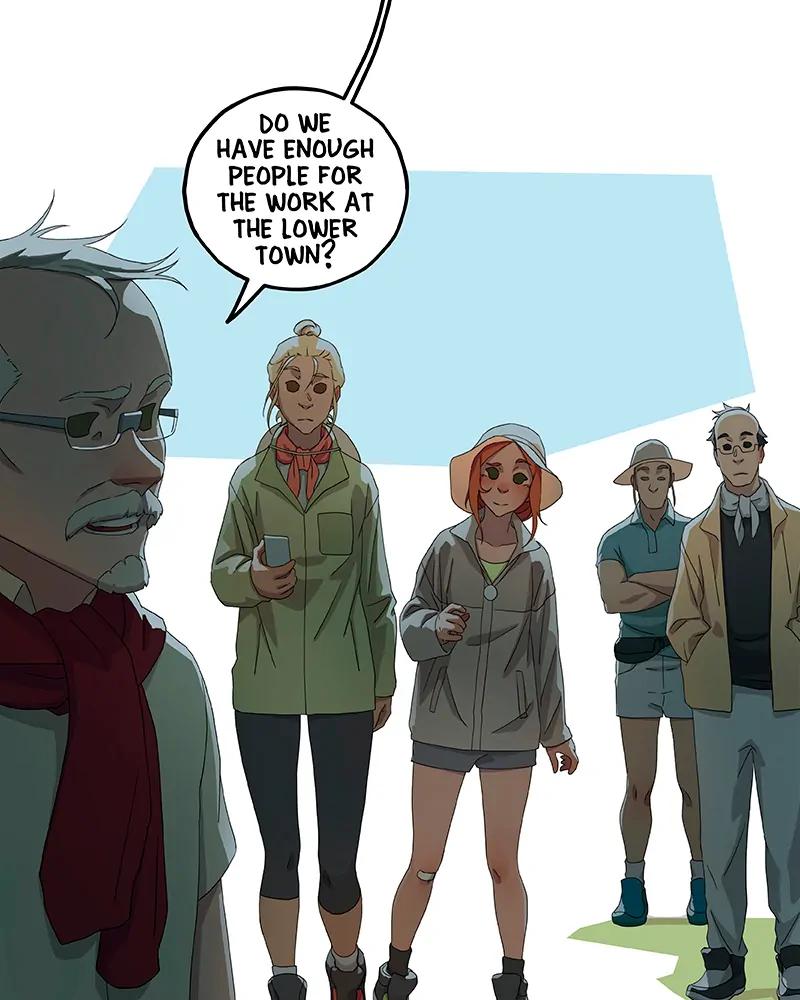 DO WE
HAVE ENOUGH
PEOPLE FOR
THE WORK AT
THE LOWER
TOWN?